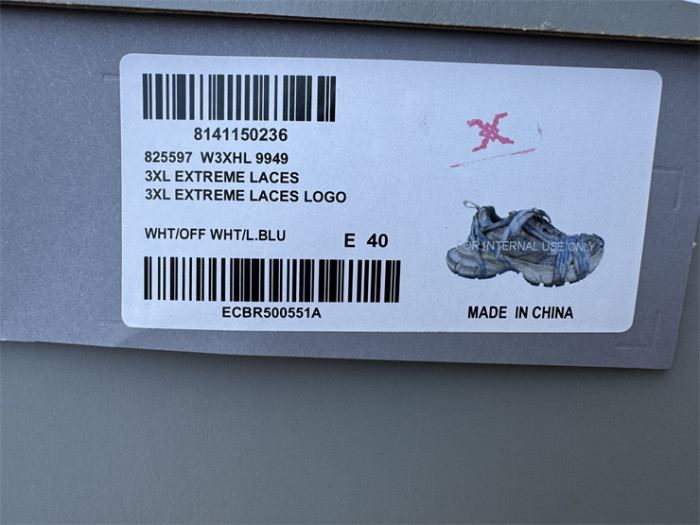 8141150236
825597 W3XHL 9949
3XL EXTREME LACES
3XL EXTREME LACES LOGO
WHT/OFF WHT/L.BLU E 40
FOR INTERNAL USE ONLY
ECBR500551A
MADE IN CHINA